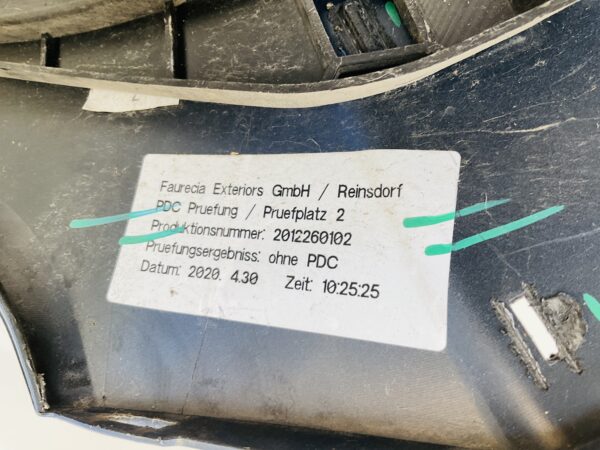 Faurecia Exteriors GmbH / Reinsdorf
PDC Pruefung / Pruefplatz 2
Produktionsnummer: 2012260102
Pruefungsergebniss: ohne PDC
Datum: 2020. 4.30 Zeit: 10:25:25